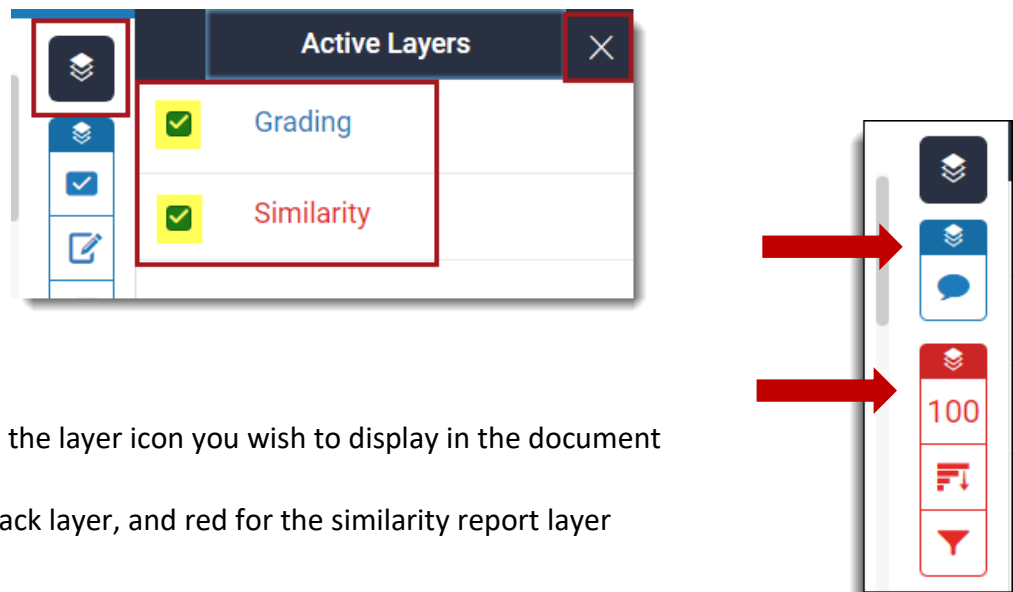 Active Layers
Grading
Similarity
100
the layer icon you wish to display in the document
ack layer, and red for the similarity report layer